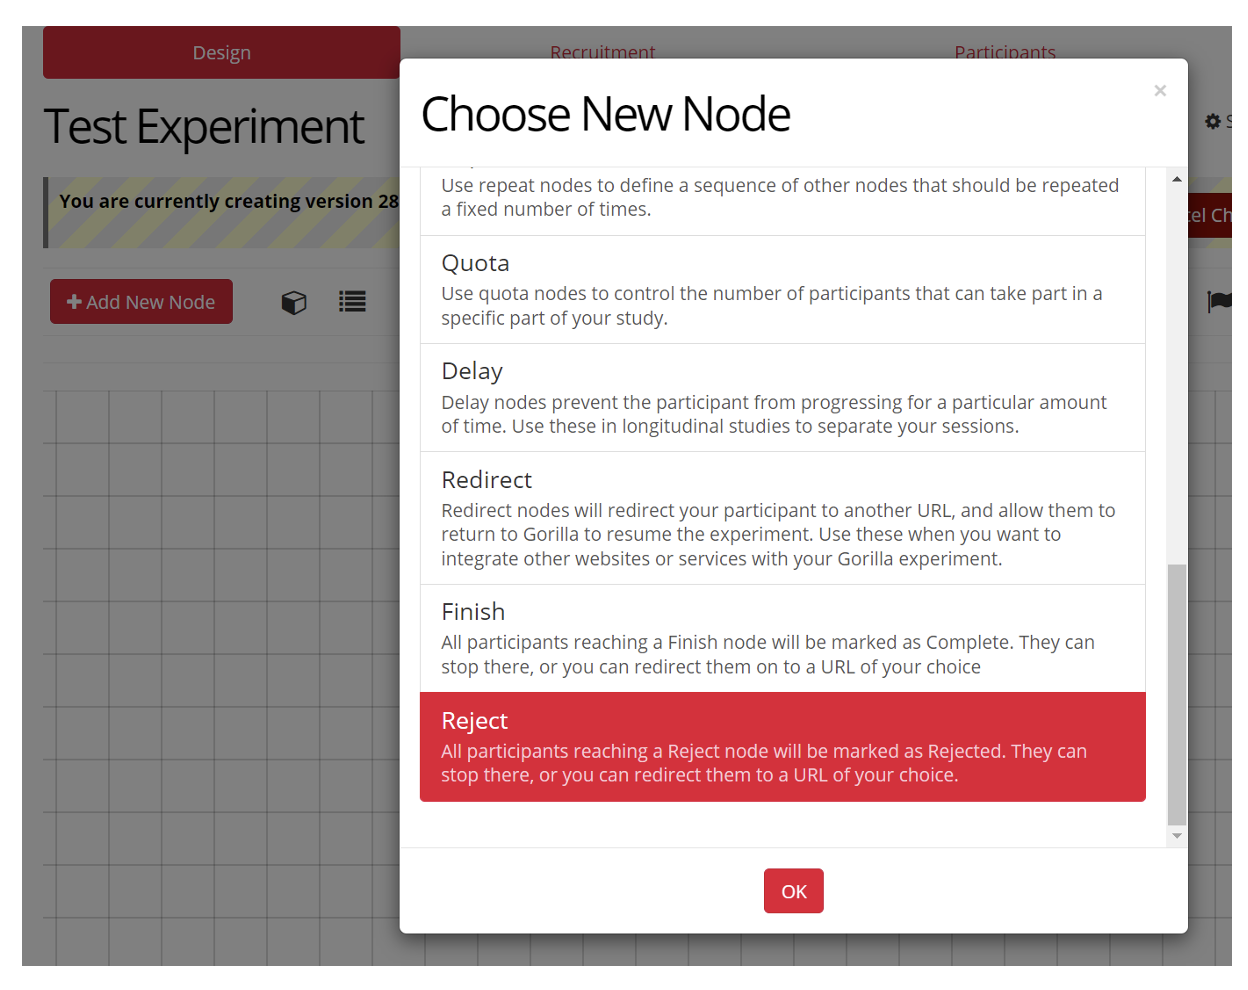 Design
Recruitment
Participants
Test Experiment
You are currently creating version 28
Add New Node
Choose New Node
×
Use repeat nodes to define a sequence of other nodes that should be repeated
a fixed number of times.
Quota
Use quota nodes to control the number of participants that can take part in a
specific part of your study.
Delay
Delay nodes prevent the participant from progressing for a particular amount
of time. Use these in longitudinal studies to separate your sessions.
Redirect
Redirect nodes will redirect your participant to another URL, and allow them to
return to Gorilla to resume the experiment. Use these when you want to
integrate other websites or services with your Gorilla experiment.
Finish
All participants reaching a Finish node will be marked as Complete. They can
stop there, or you can redirect them on to a URL of your choice
Reject
All participants reaching a Reject node will be marked as Rejected. They can
stop there, or you can redirect them to a URL of your choice.
OK